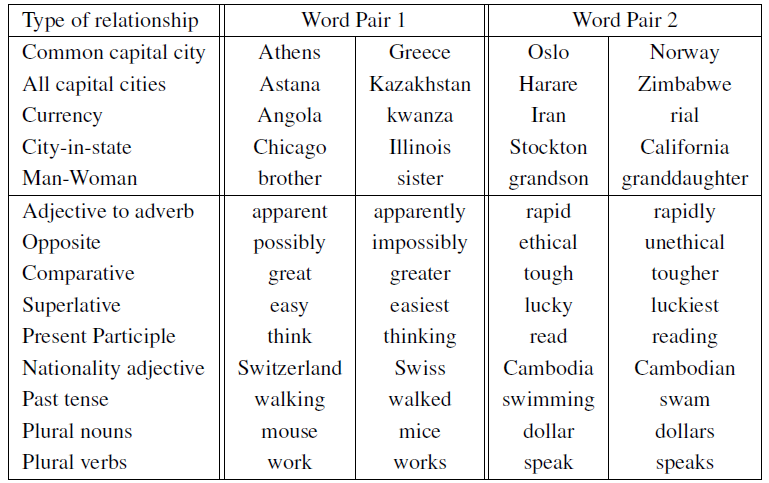 Type of relationship Word Pair 1 Word Pair 2
Common capital city Athens Greece Oslo Norway
All capital cities Astana Kazakhstan Harare Zimbabwe
Currency Angola kwanza Iran rial
City-in-state Chicago Illinois Stockton California
Man-Woman brother sister grandson granddaughter
Adjective to adverb apparent apparently rapid rapidly
Opposite possibly impossibly ethical unethical
Comparative great greater tough tougher
Superlative easy easiest lucky luckiest
Present Participle think thinking read reading
Nationality adjective Switzerland Swiss Cambodia Cambodian
Past tense walking walked swimming swam
Plural nouns mouse mice dollar dollars
Plural verbs work works speak speaks